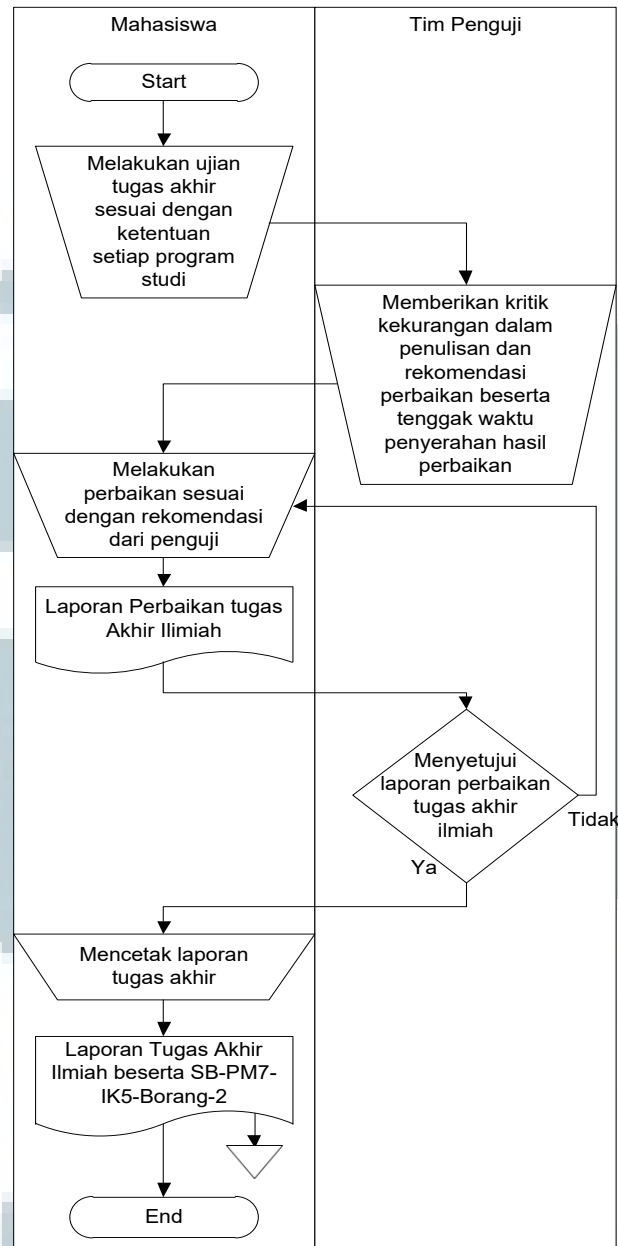 Mahasiswa
Tim Penguji
Start
Melakukan ujian
tugas akhir
sesuai dengan
ketentuan
setiap program
studi
Memberikan kritik
kekurangan dalam
penulisan dan
rekomendasi
perbaikan beserta
tenggak waktu
penyerahan hasil
perbaikan
Melakukan
perbaikan sesuai
dengan rekomendasi
dari penguji
Laporan Perbaikan tugas
Akhir Ilimiah
Menyetujui
laporan perbaikan
tugas akhir
ilmiah
Tidak
Ya
Mencetak laporan
tugas akhir
Laporan Tugas Akhir
Ilmiah beserta SB-PM7-
IK5-Borang-2
End